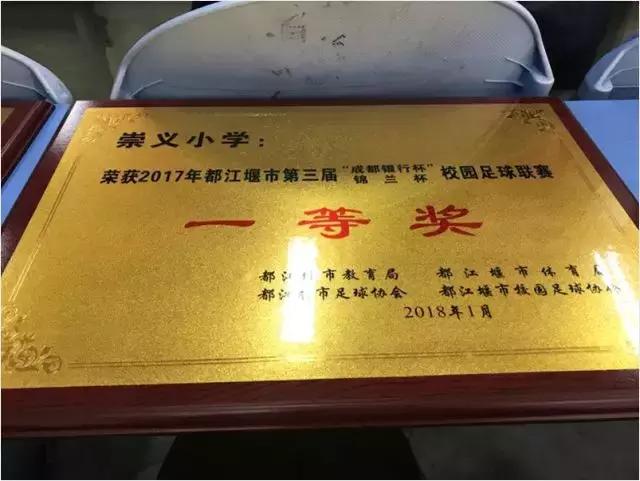 崇义小学：
荣获2017年都江堰市第三届“成都银行杯”锦兰杯校园足球联赛
一等奖
都江堰市教育局 都江堰市体育局
都江堰市足球协会 都江堰市校园足球协会
2018年1月